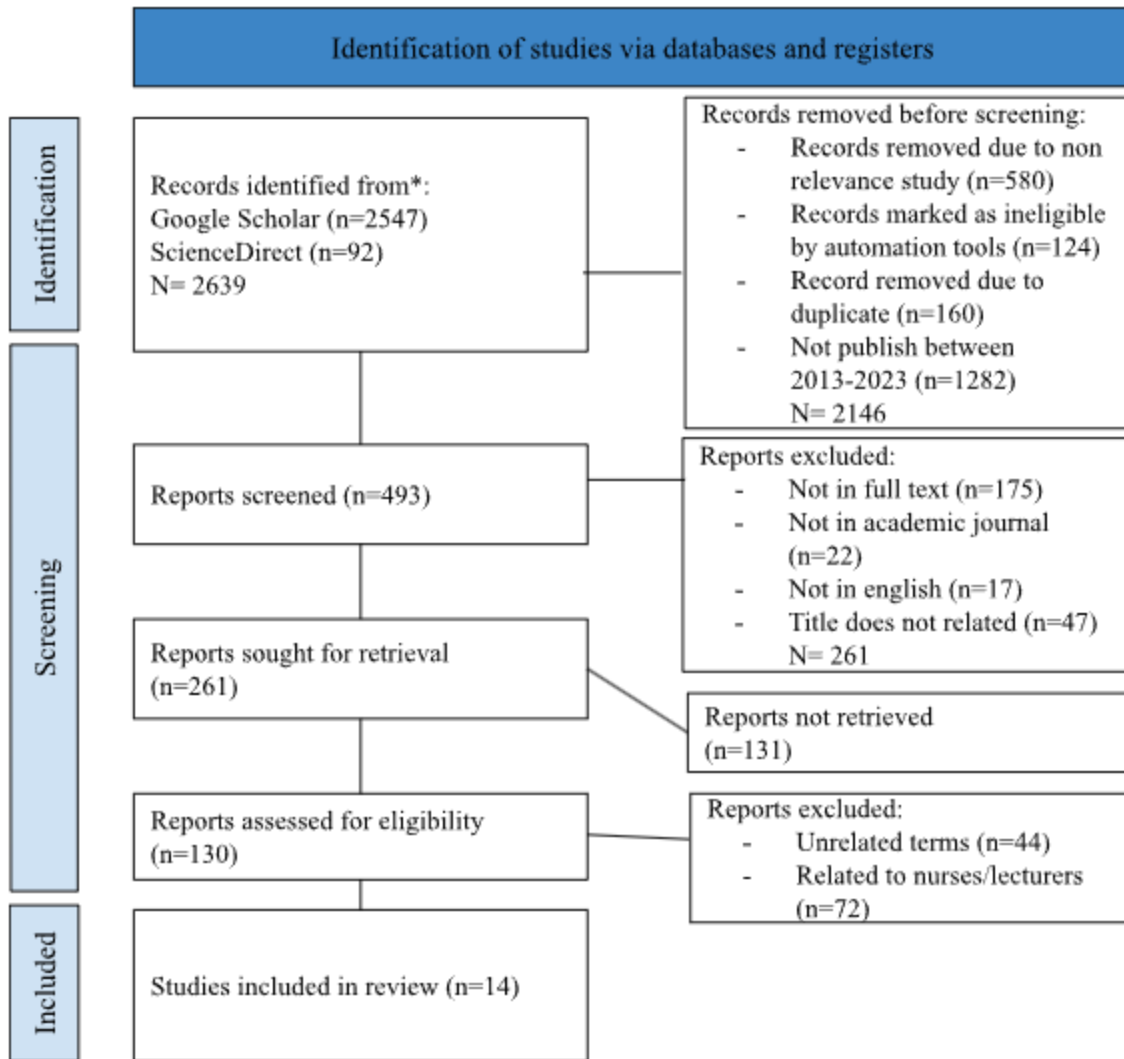 Identification of studies via databases and registers
Identification
Records identified from*:
Google Scholar (n=2547)
ScienceDirect (n=92)
N= 2639
Records removed before screening:
- Records removed due to non
relevance study (n=580)
- Records marked as ineligible
by automation tools (n=124)
- Record removed due to
duplicate (n=160)
- Not publish between
2013-2023 (n=1282)
N= 2146
Screening
Reports screened (n=493)
Reports excluded:
- Not in full text (n=175)
- Not in academic journal
(n=22)
- Not in english (n=17)
- Title does not related (n=47)
N= 261
Reports sought for retrieval
(n=261)
Reports not retrieved
(n=131)
Reports assessed for eligibility
(n=130)
Reports excluded:
- Unrelated terms (n=44)
- Related to nurses/lecturers
(n=72)
Included
Studies included in review (n=14)